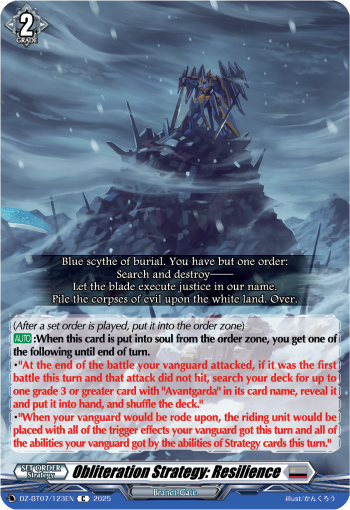 2
GRADE
Blue scythe of burial. You have but one order:
Search and destroy——
Let the blade execute justice in our name.
Pile the corpses of evil upon the white land. Over.
(After a set order is played, put it into the order zone)
AUTO:When this card is put into soul from the order zone, you get one of
the following until end of turn.
•"At the end of the battle your vanguard attacked, if it was the first
battle this turn and that attack did not hit, search your deck for up to
one grade 3 or greater card with "Avantgarda" in its card name, reveal it
and put it into hand, and shuffle the deck."
•"When your vanguard would be rode upon, the riding unit would be
placed with all of the trigger effects your vanguard got this turn and all of
the abilities your vanguard got by the abilities of Strategy cards this turn."
SET ORDER
Strategy
Obliteration Strategy: Resilience
Brandt Gate
DZ-BT07/123EN C 2025
illust/かんくろう